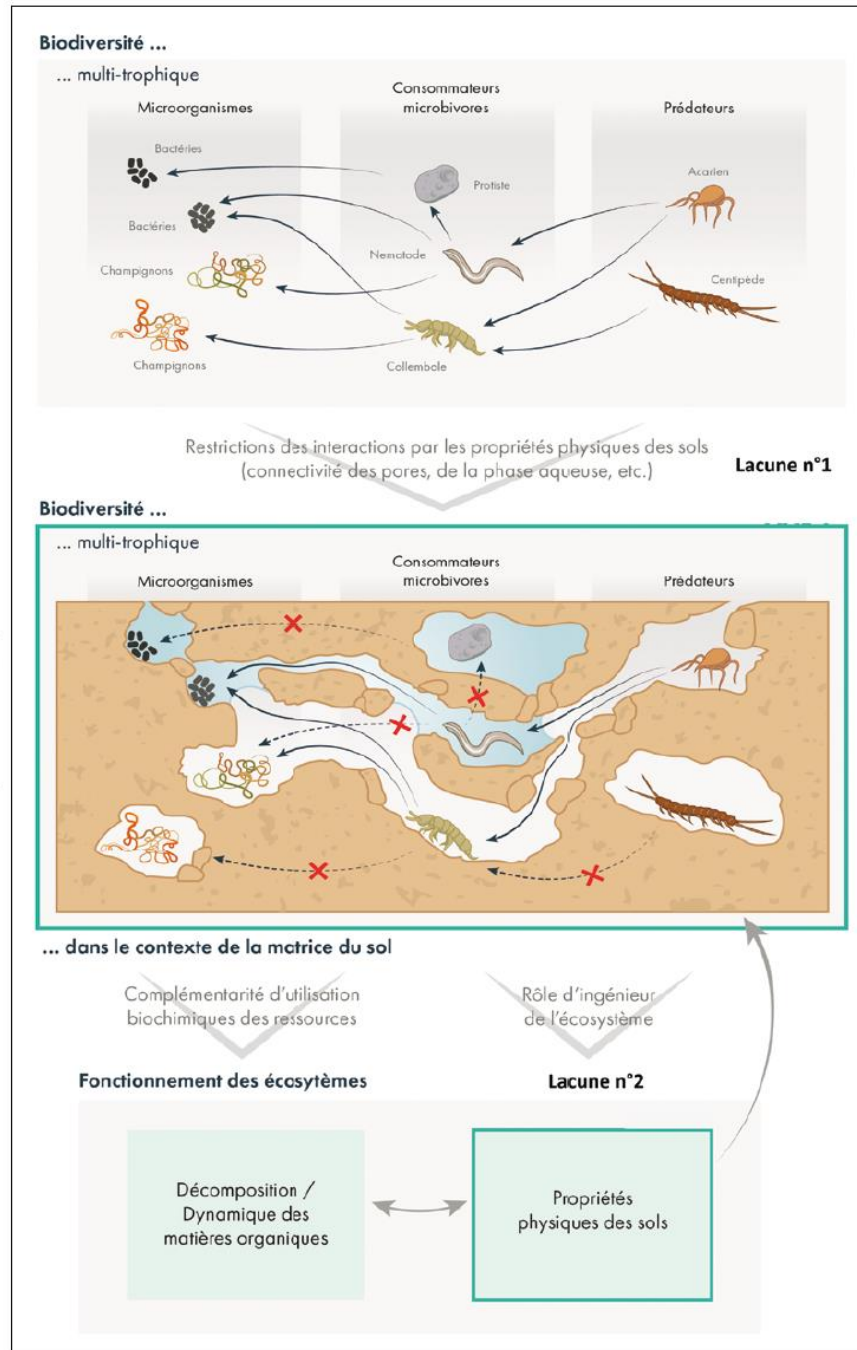 Biodiversité ...
... multi-trophique
Microorganismes
Consommateurs
microbivores
Prédateurs
Bactéries
Protiste
Acarien
Bactéries
Nematode
Champignons
Centipède
Champignons
Collembole
Restrictions des interactions par les propriétés physiques des sols
(connectivité des pores, de la phase aqueuse, etc.)
Lacune n°1
Biodiversité ...
... multi-trophique
Microorganismes
Consommateurs
microbivores
Prédateurs
... dans le contexte de la matrice du sol
Complémentarité d'utilisation
biochimiques des ressources
Rôle d'ingénieur
de l'écosystème
Fonctionnement des écosytèmes
Lacune n°2
Décomposition /
Dynamique des
matières organiques
Propriétés
physiques des sols